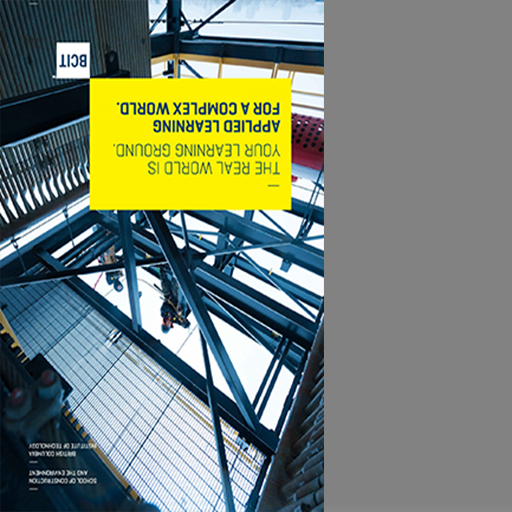 SCHOOL OF CONSTRUCTION
AND THE ENVIRONMENT
BRITISH COLUMBIA
INSTITUTE OF TECHNOLOGY
THE REAL WORLD IS
YOUR LEARNING GROUND.
APPLIED LEARNING
FOR A COMPLEX WORLD.
BCIT